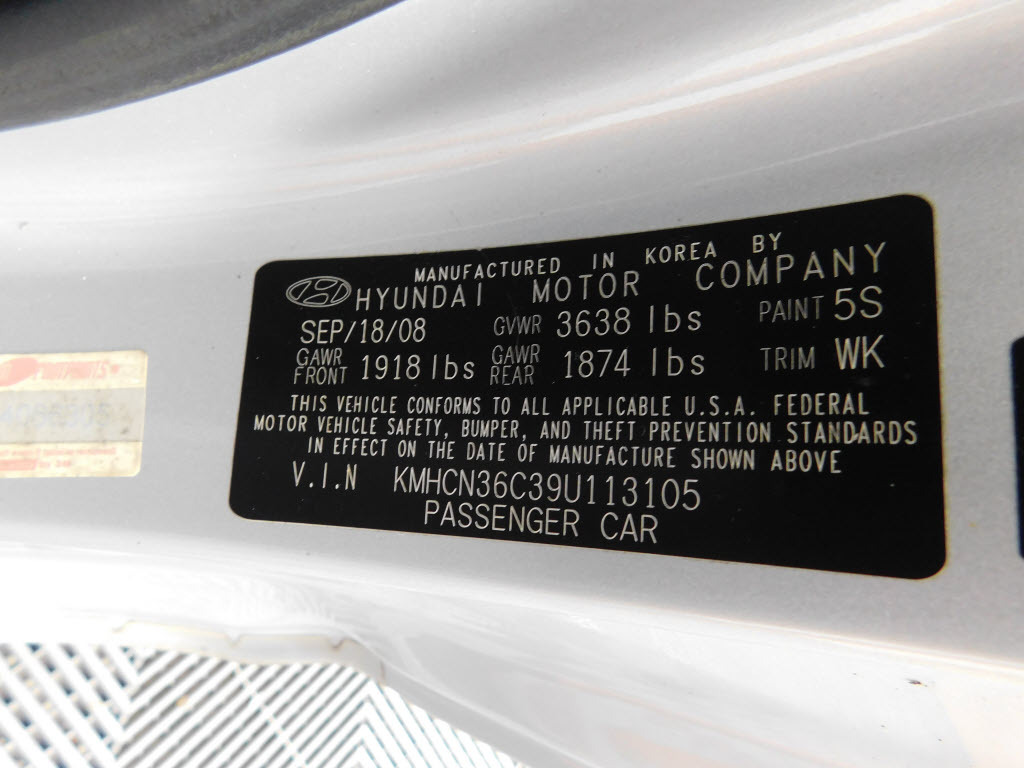 MANUFACTURED IN KOREA BY
HYUNDAI MOTOR COMPANY
SEP/18/08 GVWR 3638 lbs PAINT 5S
GAWR FRONT 1918 lbs GAWR REAR 1874 lbs TRIM WK
THIS VEHICLE CONFORMS TO ALL APPLICABLE U.S.A. FEDERAL
MOTOR VEHICLE SAFETY, BUMPER, AND THEFT PREVENTION STANDARDS
IN EFFECT ON THE DATE OF MANUFACTURE SHOWN ABOVE
V.I.N KMHCN36C39U113105
PASSENGER CAR